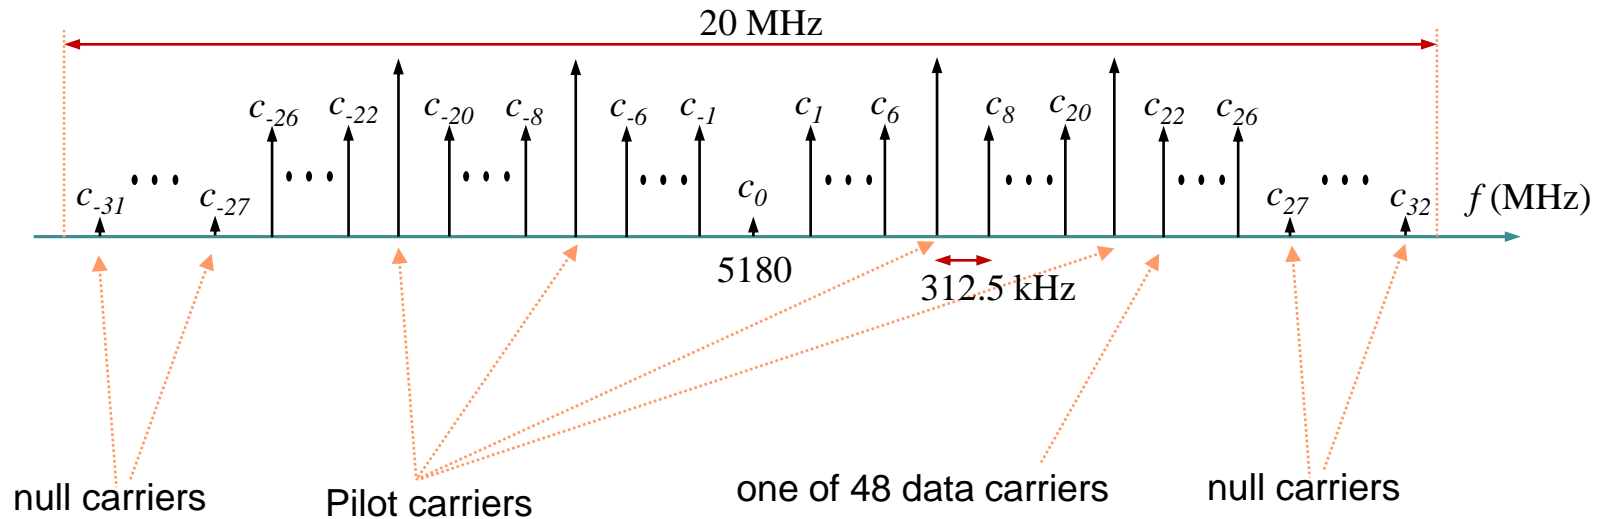 20 MHz
c-26 c-22 c-20 c-8 c-6 c-1 c1 c6 c8 c20 c22 c26
c-31 c-27 c0 c27 c32 f (MHz)
5180 312.5 kHz
null carriers Pilot carriers one of 48 data carriers null carriers